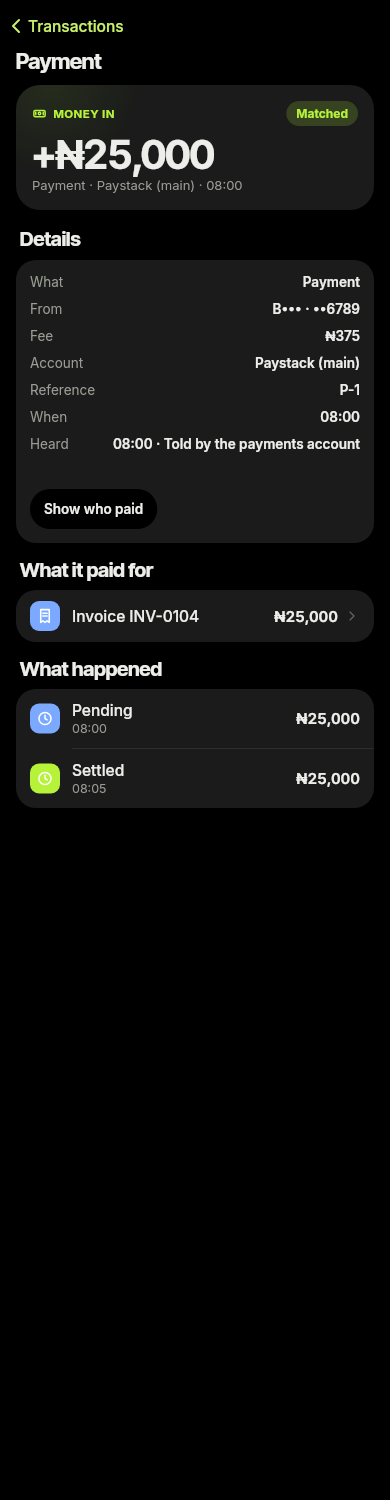 Transactions
Payment
MONEY IN
Matched
+₦25,000
Payment · Paystack (main) · 08:00
Details
What Payment
From B••• · ••6789
Fee ₦375
Account Paystack (main)
Reference P-1
When 08:00
Heard 08:00 · Told by the payments account
Show who paid
What it paid for
Invoice INV-0104 ₦25,000
What happened
Pending ₦25,000
08:00
Settled ₦25,000
08:05